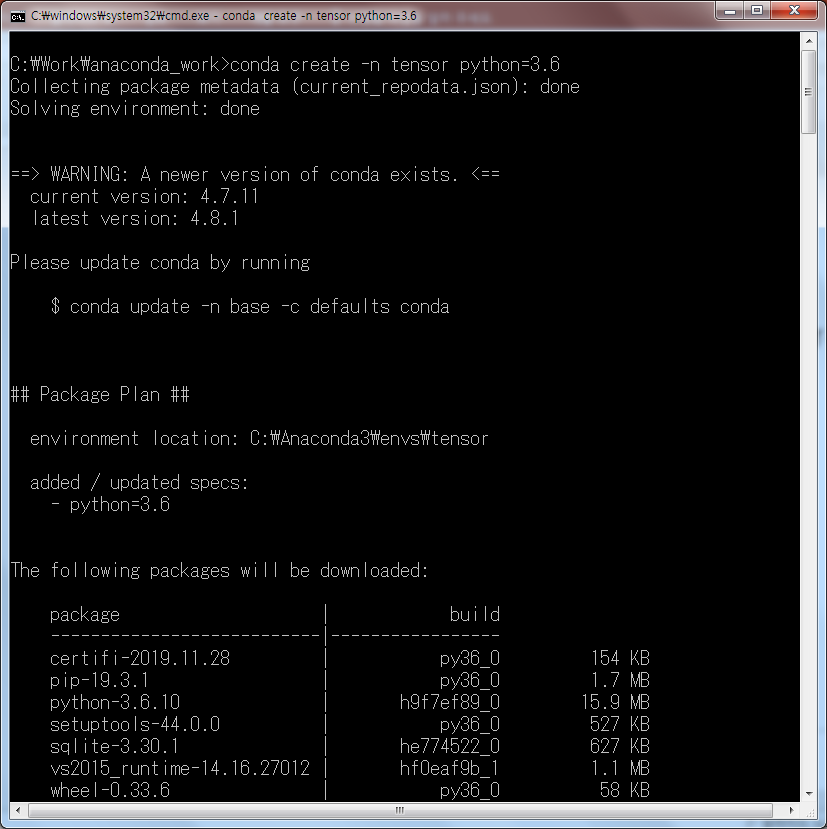 C:₩windows₩system32₩cmd.exe - conda  create -n tensor python=3.6
C:₩Work₩anaconda_work>conda create -n tensor python=3.6
Collecting package metadata (current_repodata.json): done
Solving environment: done
==> WARNING: A newer version of conda exists. <==
  current version: 4.7.11
  latest version: 4.8.1
Please update conda by running
    $ conda update -n base -c defaults conda
## Package Plan ##
  environment location: C:₩Anaconda3₩envs₩tensor
  added / updated specs:
    - python=3.6
The following packages will be downloaded:
    package                    |            build
    ---------------------------|-----------------
    certifi-2019.11.28         |           py36_0         154 KB
    pip-19.3.1                 |           py36_0         1.7 MB
    python-3.6.10              |       h9f7ef89_0        15.9 MB
    setuptools-44.0.0          |           py36_0         527 KB
    sqlite-3.30.1              |       he774522_0         627 KB
    vs2015_runtime-14.16.27012 |       hf0eaf9b_1         1.1 MB
    wheel-0.33.6               |           py36_0          58 KB